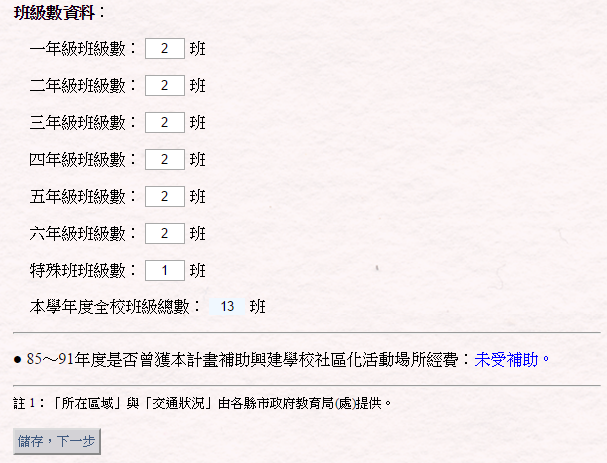 班級數資料：
一年級班級數： 2 班
二年級班級數： 2 班
三年級班級數： 2 班
四年級班級數： 2 班
五年級班級數： 2 班
六年級班級數： 2 班
特殊班班級數： 1 班
本學年度全校班級總數： 13 班
● 85～91年度是否曾獲本計畫補助興建學校社區化活動場所經費：未受補助。
註 1：「所在區域」與「交通狀況」由各縣市政府教育局(處)提供。
儲存，下一步